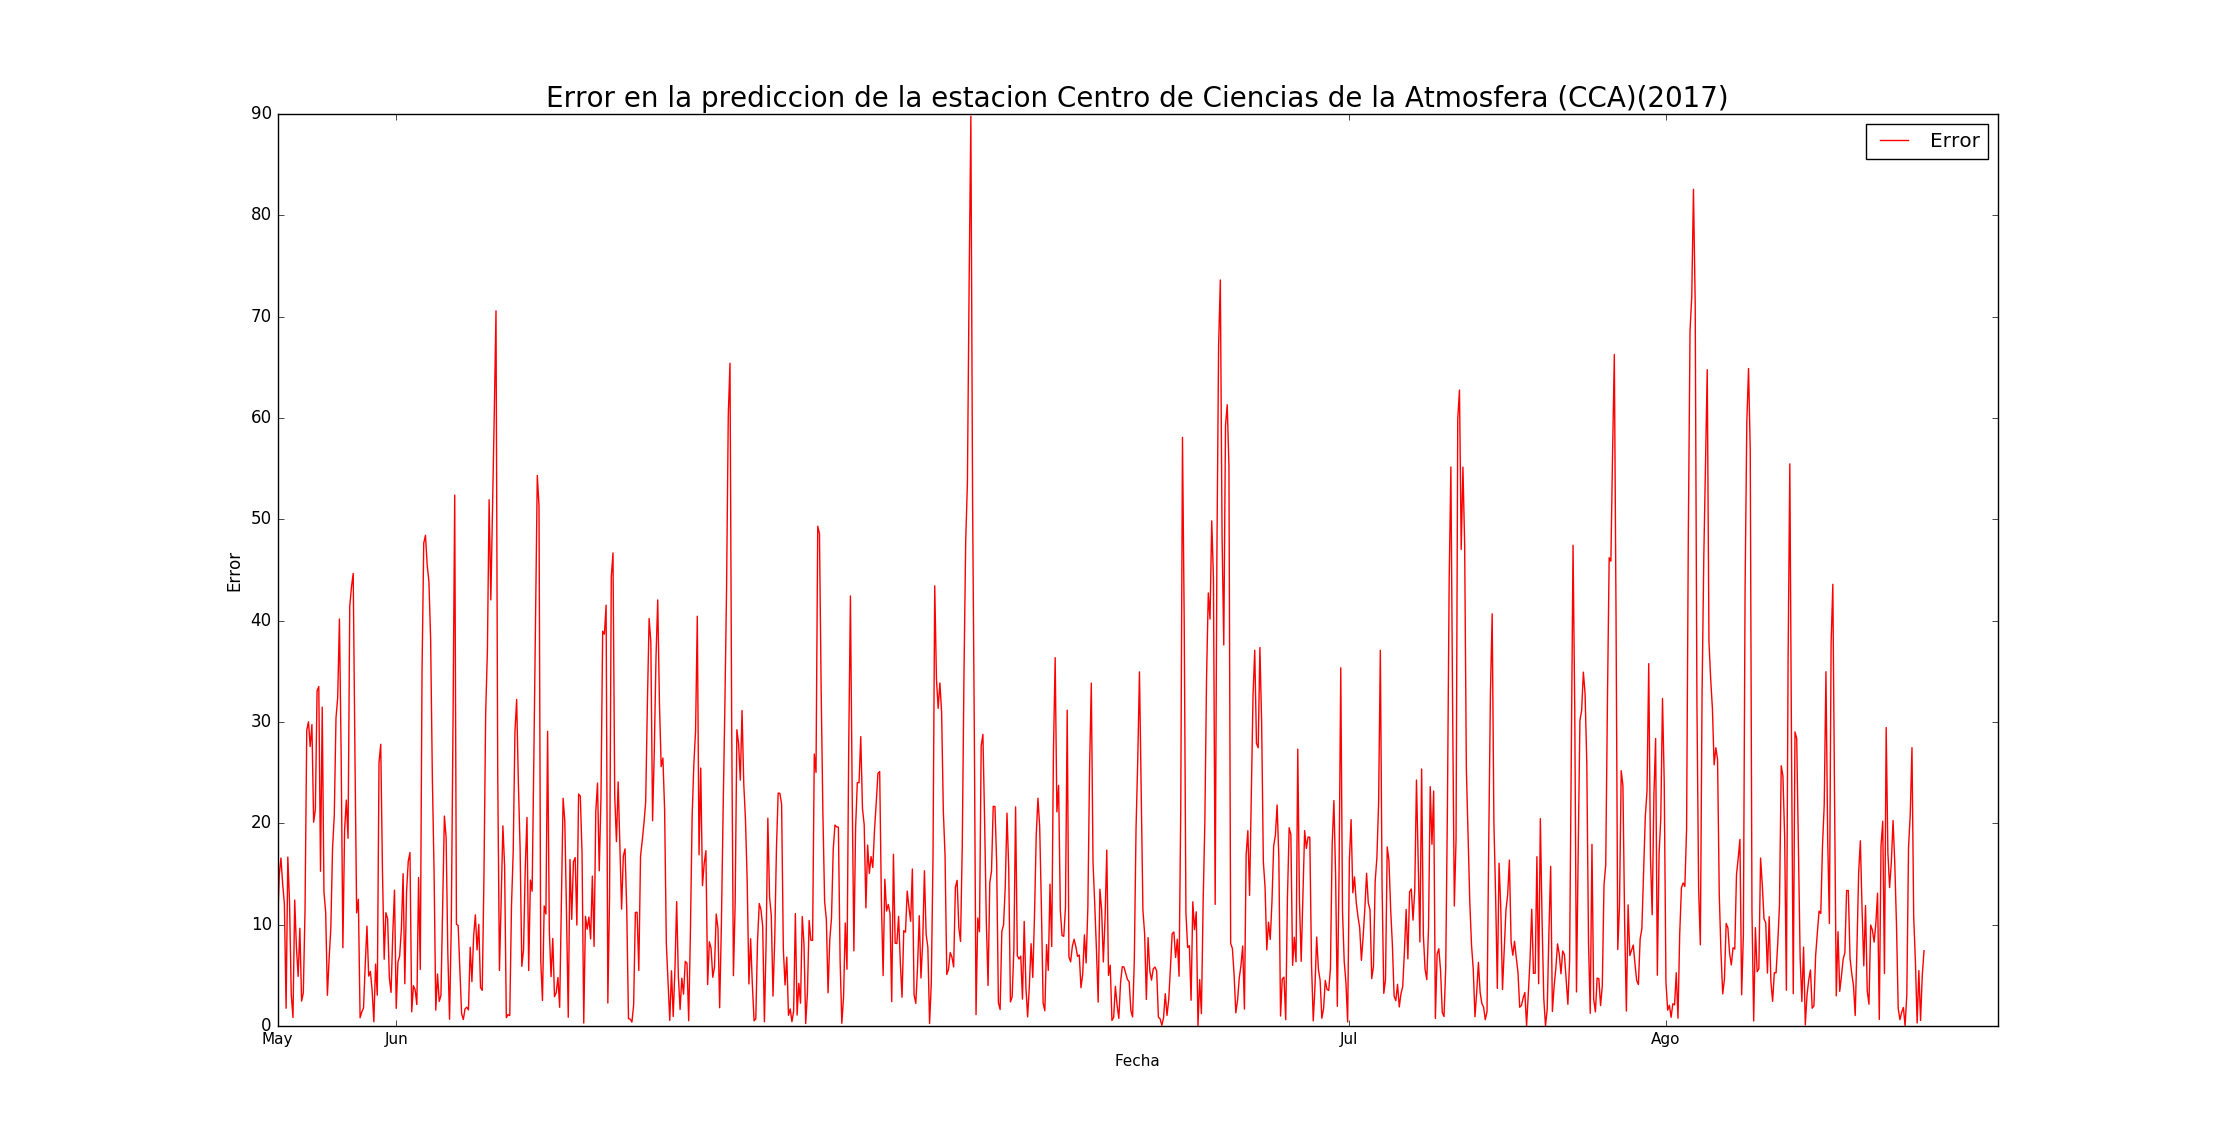 Error en la prediccion de la estacion Centro de Ciencias de la Atmosfera (CCA)(2017)
Error
90
80
70
60
50
40
30
20
10
0
Error
May
Jun
Jul
Ago
Fecha